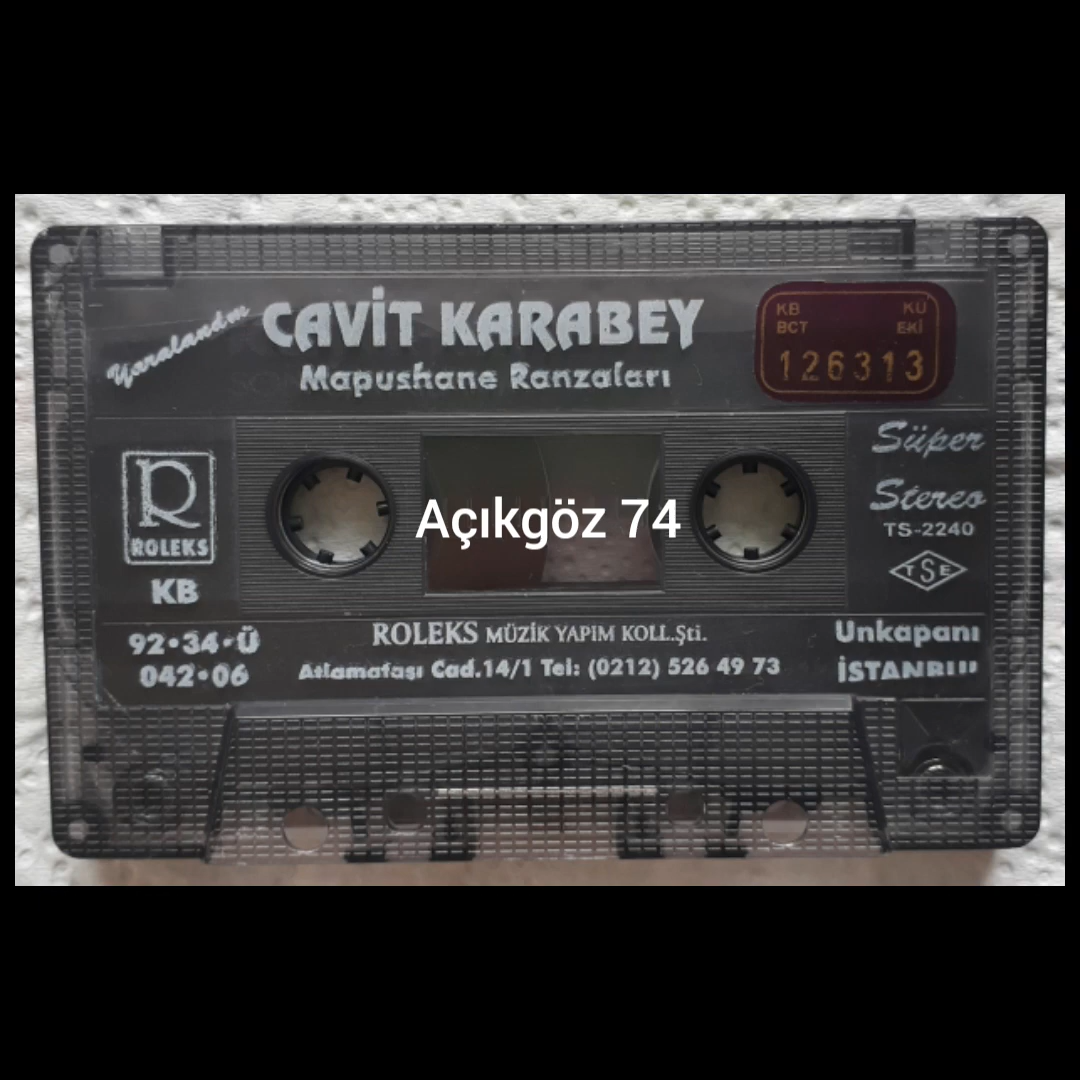 Yaralandım
CAVİT KARABEY
Mapushane Ranzaları
KB KÜ
BCT EKİ
126313
Süper
Stereo
TS-2240
TSE
R
ROLEKS
KB
Açıkgöz 74
92•34•Ü
042•06
ROLEKS MÜZİK YAPIM KOLL.Şti.
Atlamataşı Cad.14/1 Tel: (0212) 526 49 73
Unkapanı
İSTANBUL